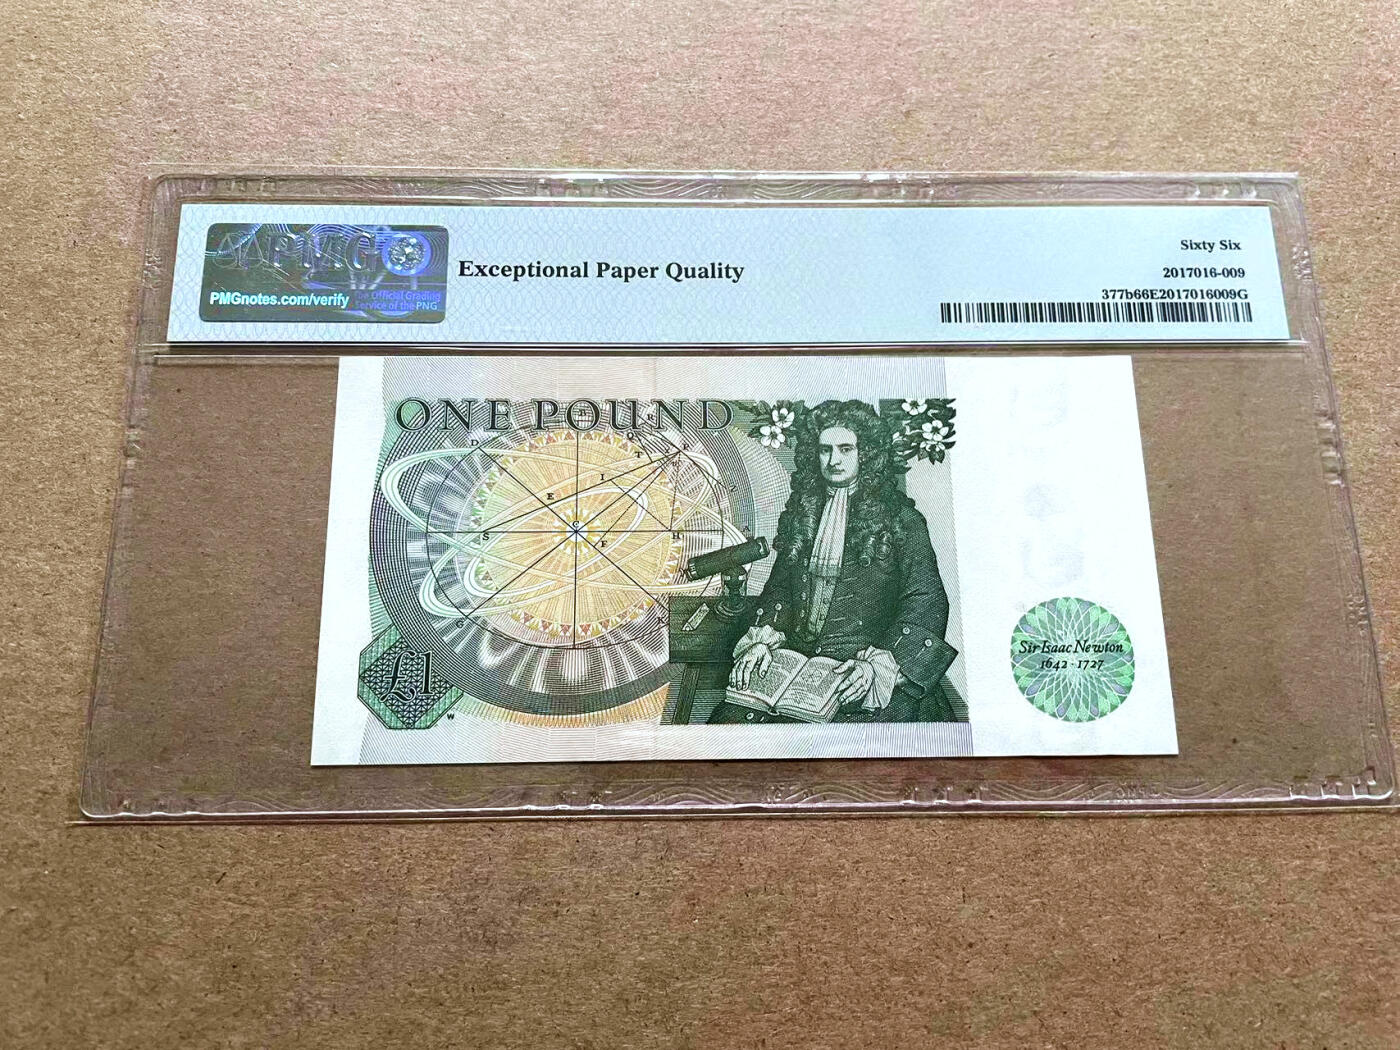 PMG
PMGnotes.com/verify
The Official Grading
Service of the PNG
Exceptional Paper Quality
Sixty Six
2017016-009
377b66E2017016009G
ONE POUND
B
R
D
Q
P
T
I
Z
E
C
S
F
H
A
G
K
£1
W
Sir Isaac Newton
1642-1727